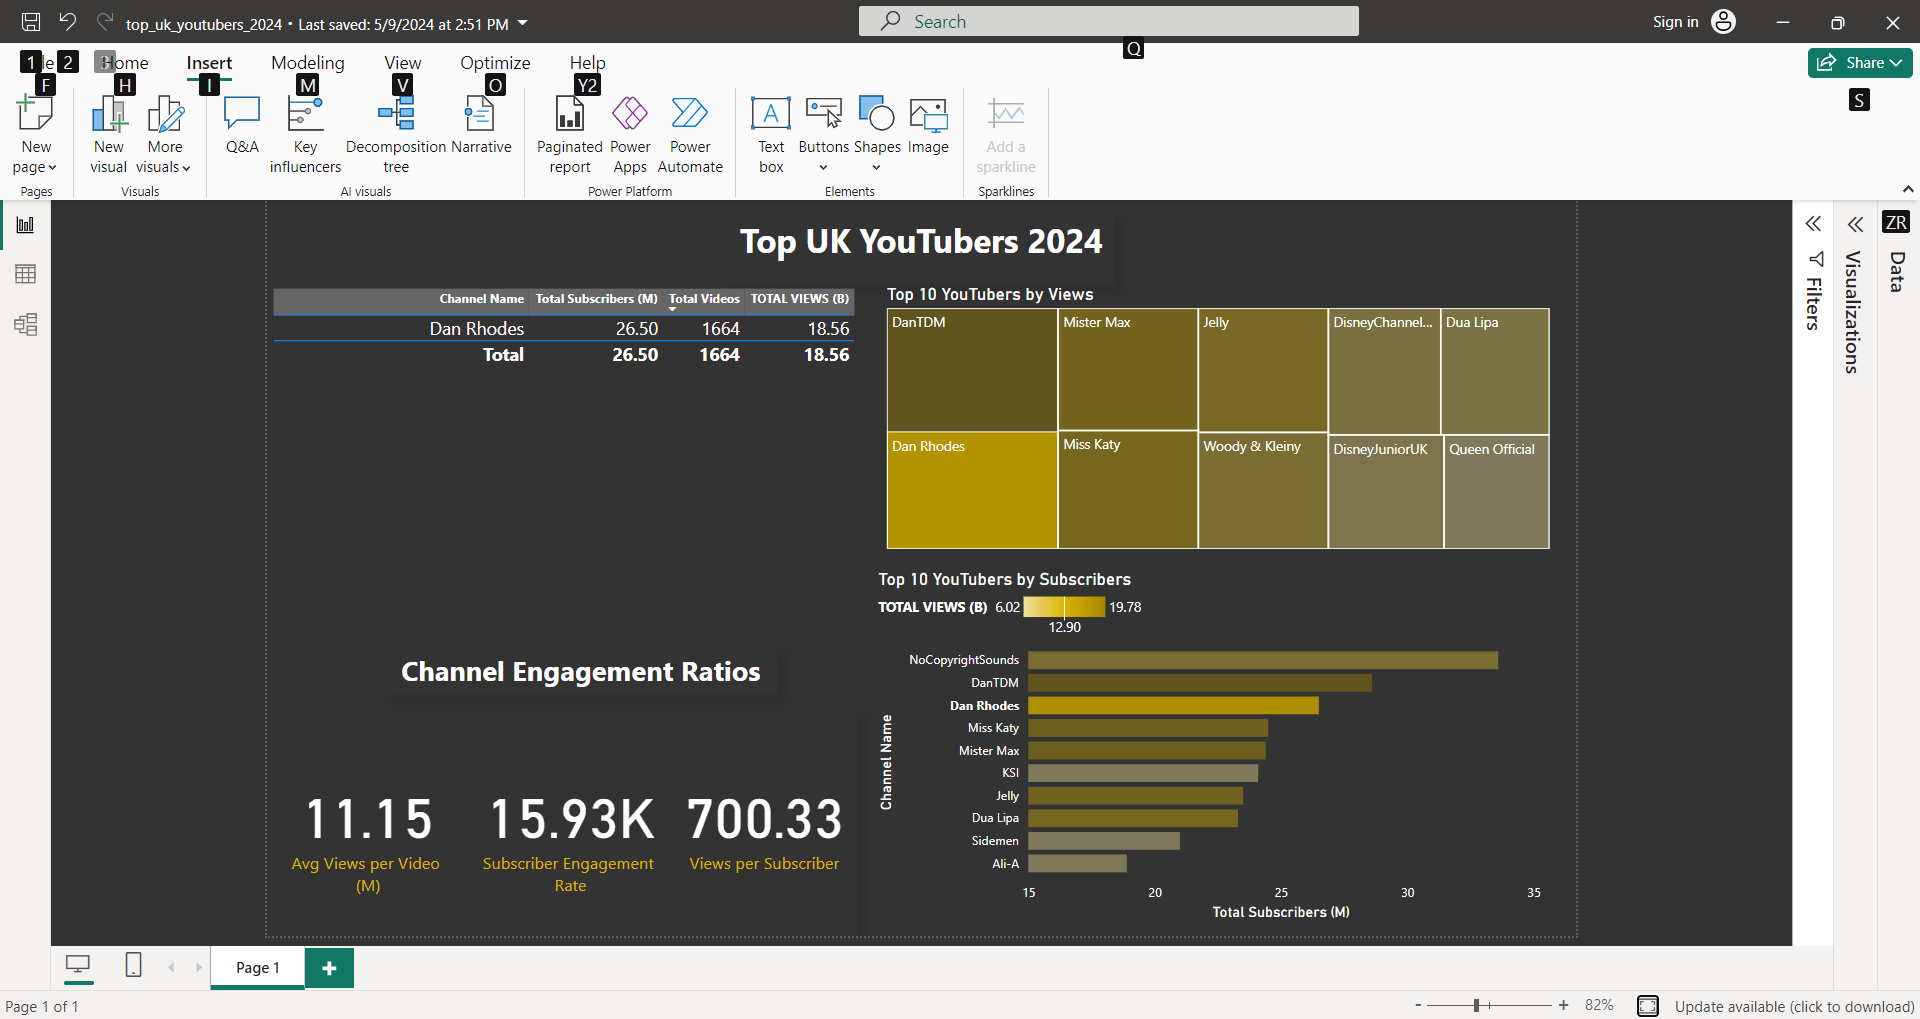 top_uk_youtubers_2024 • Last saved: 5/9/2024 at 2:51 PM
Search
Sign in
1 le 2 3 Home Insert Modeling View Optimize Help
Q
Share
F H I M V O Y2
S
New page
New visual
More visuals
Q&A
Key influencers
Decomposition tree
Narrative
Paginated report
Power Apps
Power Automate
Text box
Buttons
Shapes
Image
Add a sparkline
Pages Visuals AI visuals Power Platform Elements Sparklines
ZR
Filters
Visualizations
Data
Top UK YouTubers 2024
Channel Name Total Subscribers (M) Total Videos TOTAL VIEWS (B)
Dan Rhodes 26.50 1664 18.56
Total 26.50 1664 18.56
Top 10 YouTubers by Views
DanTDM Mister Max Jelly DisneyChannel... Dua Lipa
Dan Rhodes Miss Katy Woody & Kleiny DisneyJuniorUK Queen Official
Channel Engagement Ratios
11.15
Avg Views per Video
(M)
15.93K
Subscriber Engagement
Rate
700.33
Views per Subscriber
Top 10 YouTubers by Subscribers
TOTAL VIEWS (B) 6.02 19.78
12.90
Channel Name
NoCopyrightSounds
DanTDM
Dan Rhodes
Miss Katy
Mister Max
KSI
Jelly
Dua Lipa
Sidemen
Ali-A
15 20 25 30 35
Total Subscribers (M)
Page 1
Page 1 of 1
- + 82%
Update available (click to download)